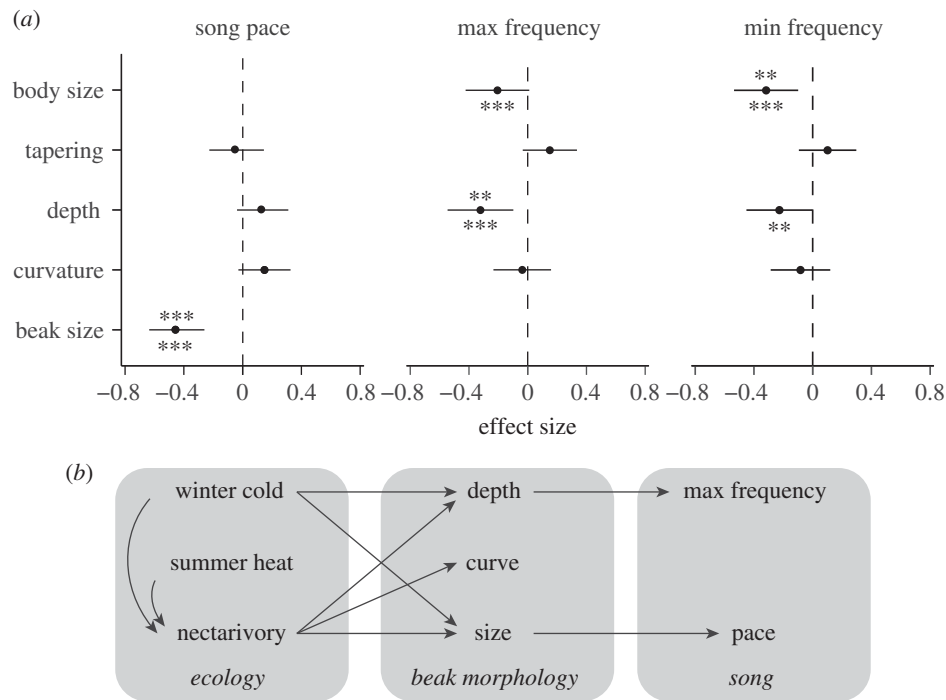 (a)
song pace max frequency min frequency
body size
tapering
depth
curvature
beak size
***
**
***
**
***
**
***
***
**
−0.8 −0.4 0 0.4 0.8 −0.8 −0.4 0 0.4 0.8 −0.8 −0.4 0 0.4 0.8
effect size
(b)
winter cold depth max frequency
summer heat curve
nectarivory size pace
ecology beak morphology song